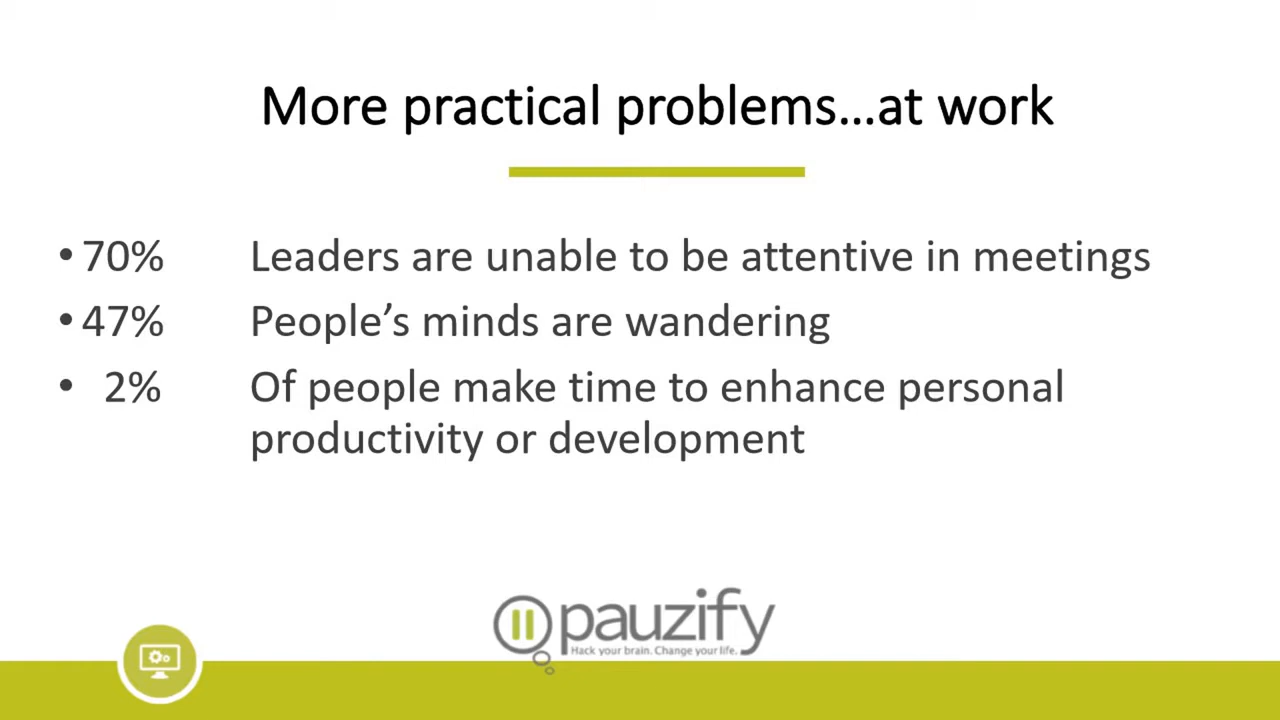 More practical problems...at work
• 70% Leaders are unable to be attentive in meetings
• 47% People’s minds are wandering
• 2% Of people make time to enhance personal
productivity or development
pauzify
Hack your brain. Change your life.